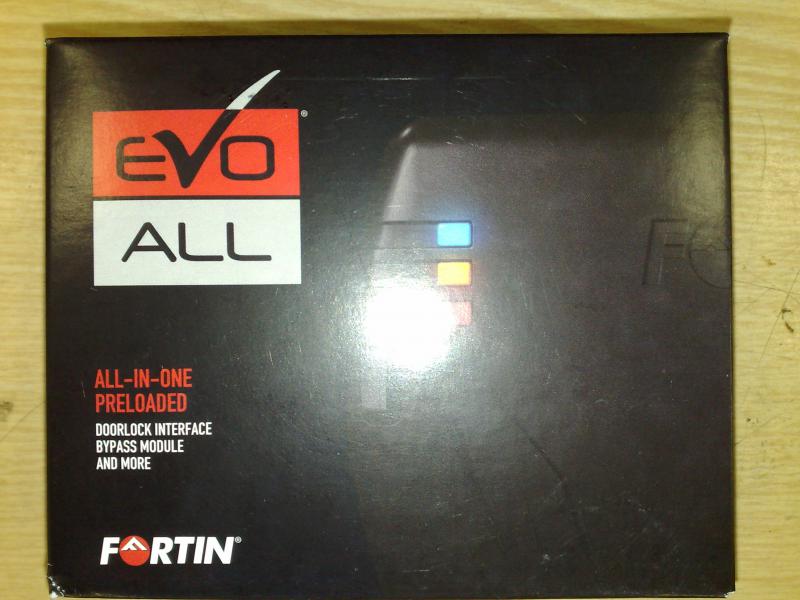 EVO®
ALL
ALL-IN-ONE
PRELOADED
DOORLOCK INTERFACE
BYPASS MODULE
AND MORE
FORTIN®